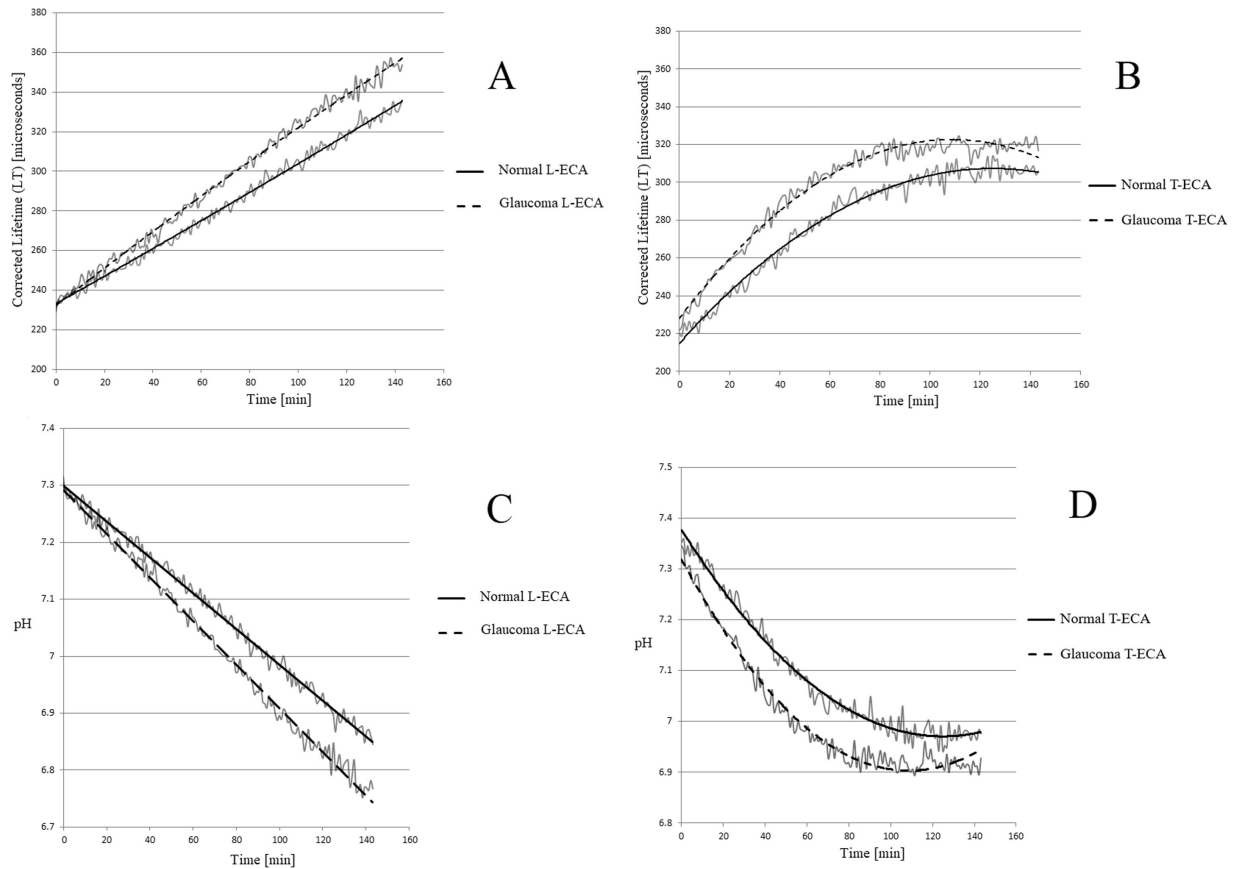 Corrected Lifetime (LT) [microseconds]
380
360
340
320
300
280
260
240
220
200
0 20 40 60 80 100 120 140 160
Time [min]
A
Normal L-ECA
Glaucoma L-ECA
Corrected Lifetime (LT) [microseconds]
380
360
340
320
300
280
260
240
220
200
0 20 40 60 80 100 120 140 160
Time [min]
B
Normal T-ECA
Glaucoma T-ECA
pH
7.4
7.3
7.2
7.1
7
6.9
6.8
6.7
0 20 40 60 80 100 120 140 160
Time [min]
C
Normal L-ECA
Glaucoma L-ECA
pH
7.5
7.4
7.3
7.2
7.1
7
6.9
6.8
0 20 40 60 80 100 120 140 160
Time [min]
D
Normal T-ECA
Glaucoma T-ECA